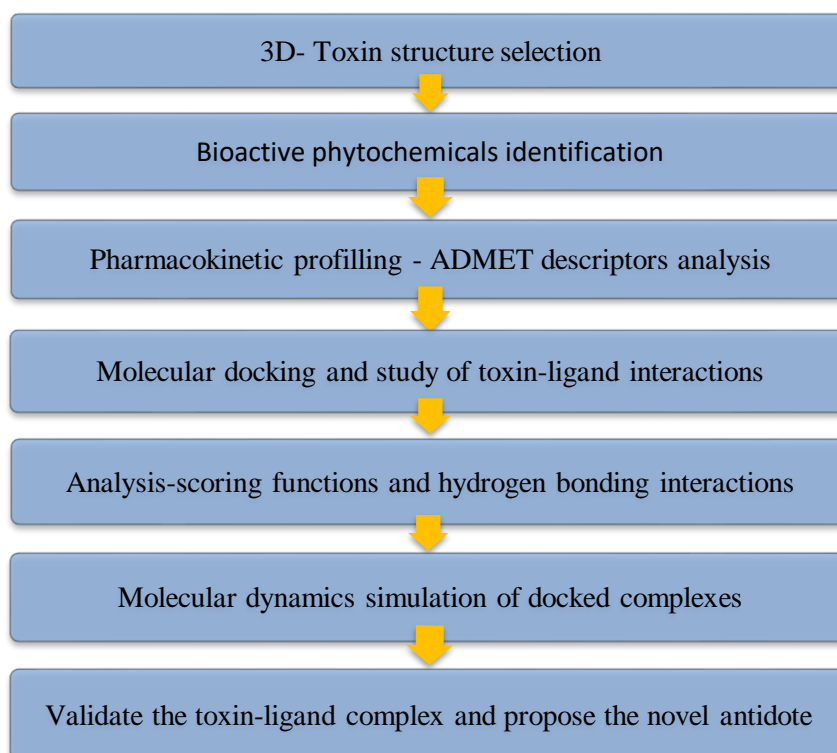 3D- Toxin structure selection
Bioactive phytochemicals identification
Pharmacokinetic profilling - ADMET descriptors analysis
Molecular docking and study of toxin-ligand interactions
Analysis-scoring functions and hydrogen bonding interactions
Molecular dynamics simulation of docked complexes
Validate the toxin-ligand complex and propose the novel antidote